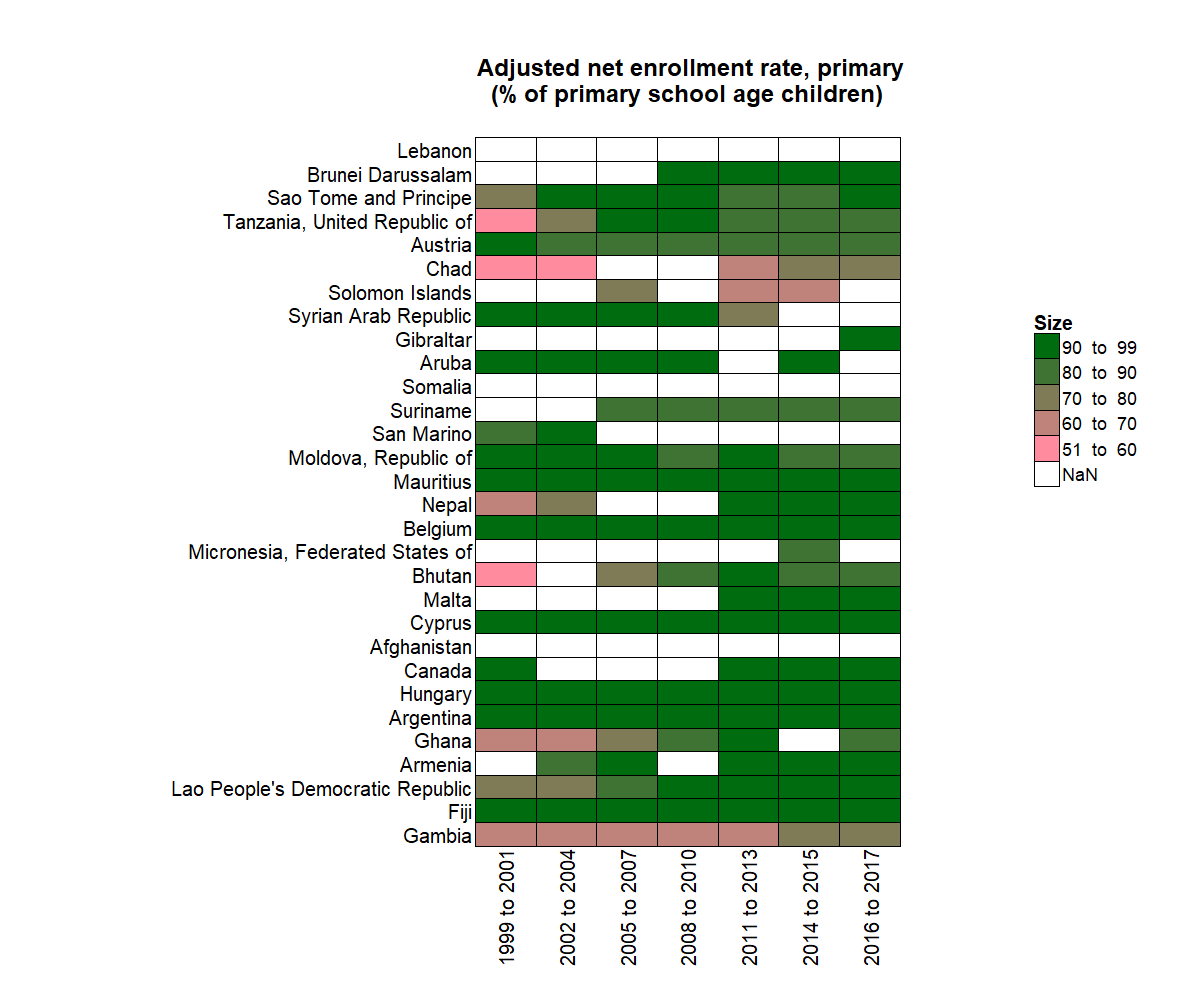 Adjusted net enrollment rate, primary
(% of primary school age children)
Lebanon
Brunei Darussalam
Sao Tome and Principe
Tanzania, United Republic of
Austria
Chad
Solomon Islands
Syrian Arab Republic
Gibraltar
Aruba
Somalia
Suriname
San Marino
Moldova, Republic of
Mauritius
Nepal
Belgium
Micronesia, Federated States of
Bhutan
Malta
Cyprus
Afghanistan
Canada
Hungary
Argentina
Ghana
Armenia
Lao People's Democratic Republic
Fiji
Gambia
1999 to 2001
2002 to 2004
2005 to 2007
2008 to 2010
2011 to 2013
2014 to 2015
2016 to 2017
Size
90 to 99
80 to 90
70 to 80
60 to 70
51 to 60
NaN